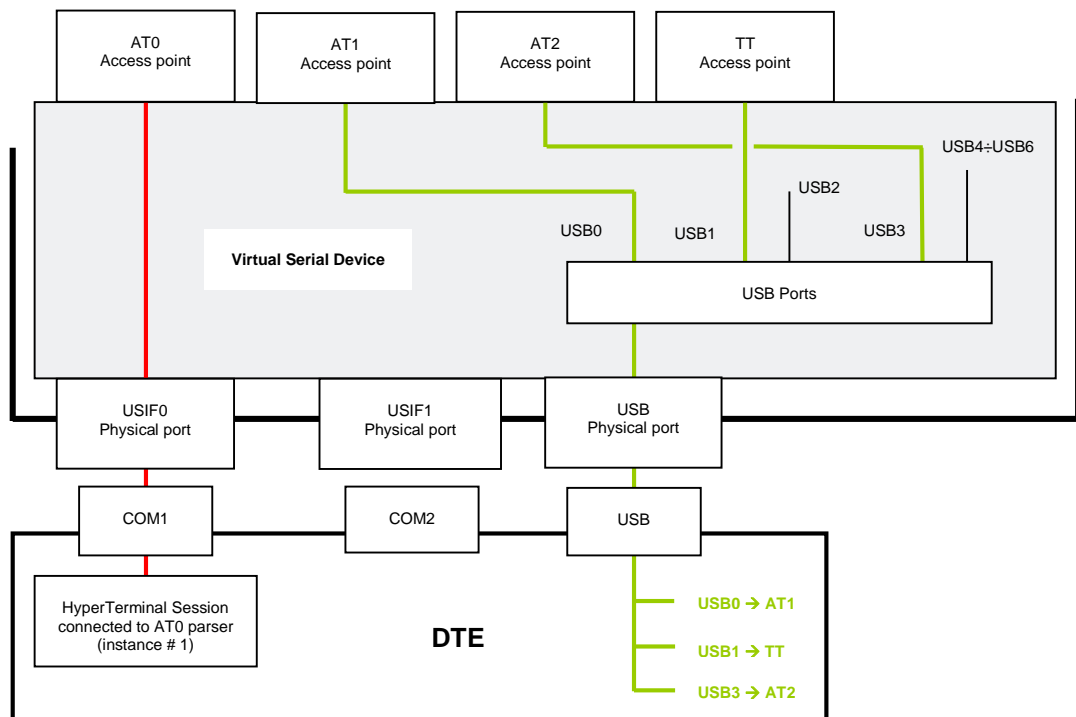 AT0
Access point
AT1
Access point
AT2
Access point
TT
Access point
USB4÷USB6
USB2
USB0
USB1
USB3
Virtual Serial Device
USB Ports
USIF0
Physical port
USIF1
Physical port
USB
Physical port
COM1
COM2
USB
HyperTerminal Session
connected to AT0 parser
(instance # 1)
DTE
USB0 → AT1
USB1 → TT
USB3 → AT2